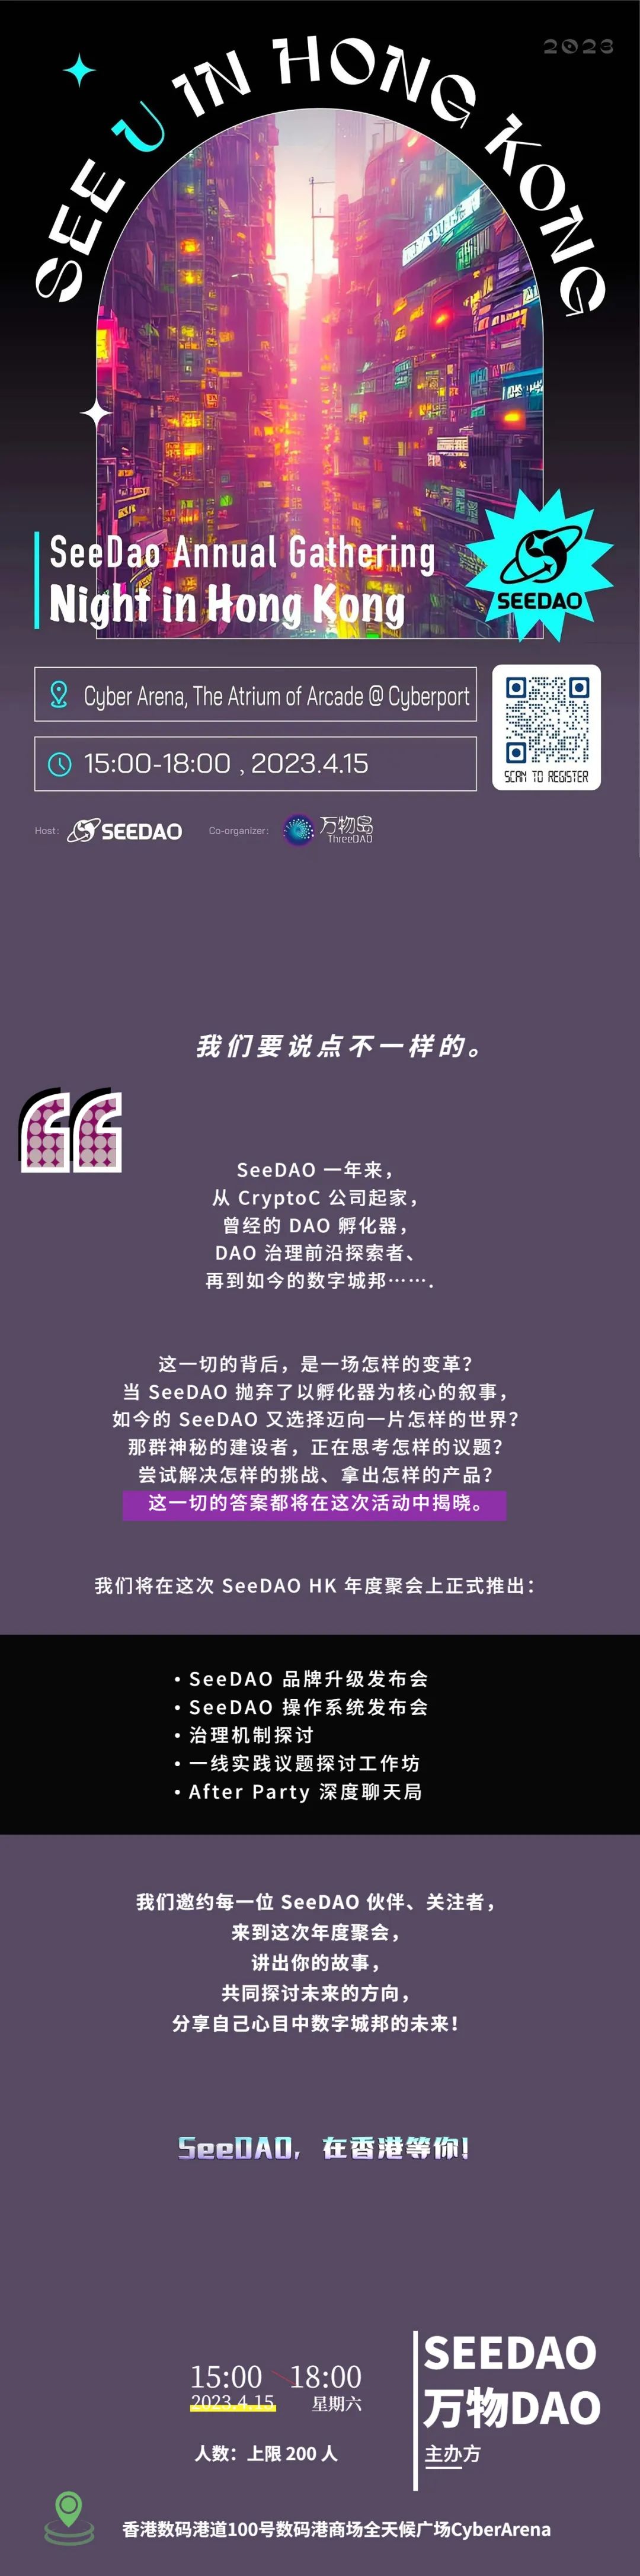 2023
SEE U IN HONG KONG
SeeDao Annual Gathering
Night in Hong Kong
SEEDAO
Cyber Arena, The Atrium of Arcade @ Cyberport
15:00-18:00 , 2023.4.15
SCAN TO REGISTER
Host: SEEDAO Co-organizer: 万物岛
ThreeDAO
我们要说点不一样的。
SeeDAO 一年来，
从 CryptoC 公司起家，
曾经的 DAO 孵化器，
DAO 治理前沿探索者、
再到如今的数字城邦…….
这一切的背后，是一场怎样的变革？
当 SeeDAO 抛弃了以孵化器为核心的叙事，
如今的 SeeDAO 又选择迈向一片怎样的世界？
那群神秘的建设者，正在思考怎样的议题？
尝试解决怎样的挑战、拿出怎样的产品？
这一切的答案都将在这次活动中揭晓。
我们将在这次 SeeDAO HK 年度聚会上正式推出：
• SeeDAO 品牌升级发布会
• SeeDAO 操作系统发布会
• 治理机制探讨
• 一线实践议题探讨工作坊
• After Party 深度聊天局
我们邀约每一位 SeeDAO 伙伴、关注者，
来到这次年度聚会，
讲出你的故事，
共同探讨未来的方向，
分享自己心目中数字城邦的未来！
SeeDAO，在香港等你！
15:00 18:00
2023.4.15 星期六
人数：上限 200 人
SEEDAO
万物DAO
主办方
香港数码港道100号数码港商场全天候广场CyberArena